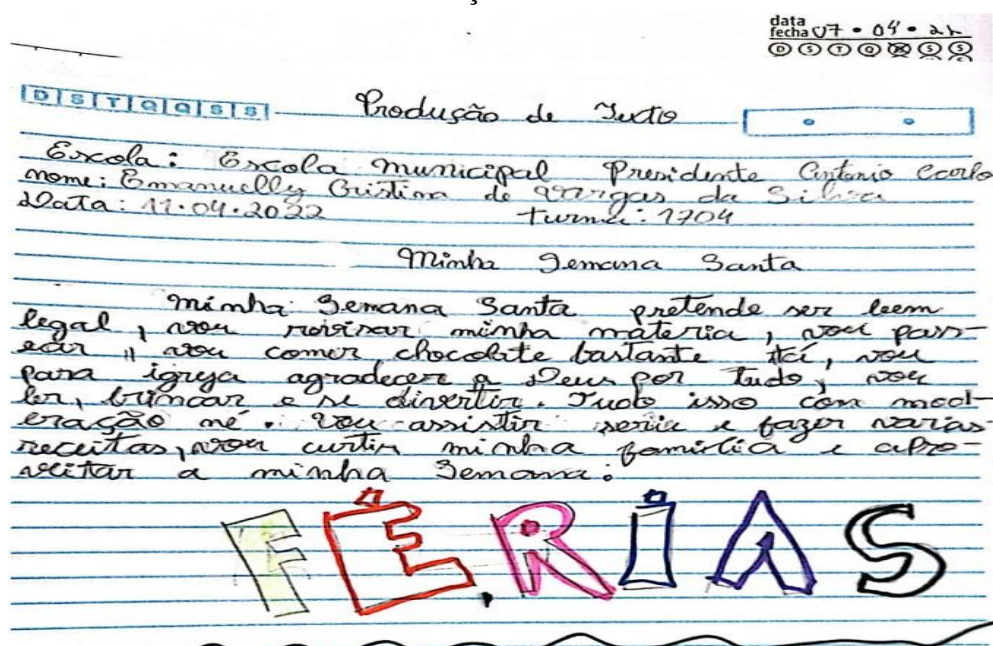 data
fecha 07 • 04 • 22
D S T Q Q S S
D S T Q Q S S
Produção de Texto
Escola: Escola municipal Presidente Antonio Carlo
nome: Emanuelly Cristina de Vargas da Silva
Data: 11.04.2022 turma: 1704
Minha Semana Santa
Minha Semana Santa pretende ser bem
legal, vou revisar minha materia, vou pass-
ear, vou comer chocolate bastante tá, vou
para igreja agradecer a Deus por tudo, vou
ler, brincar e se divertir. Tudo isso com mod-
eração né. vou assistir serie e fazer varias
receitas, vou curtir minha familia e apro-
veitar a minha Semana.
FÉRIAS